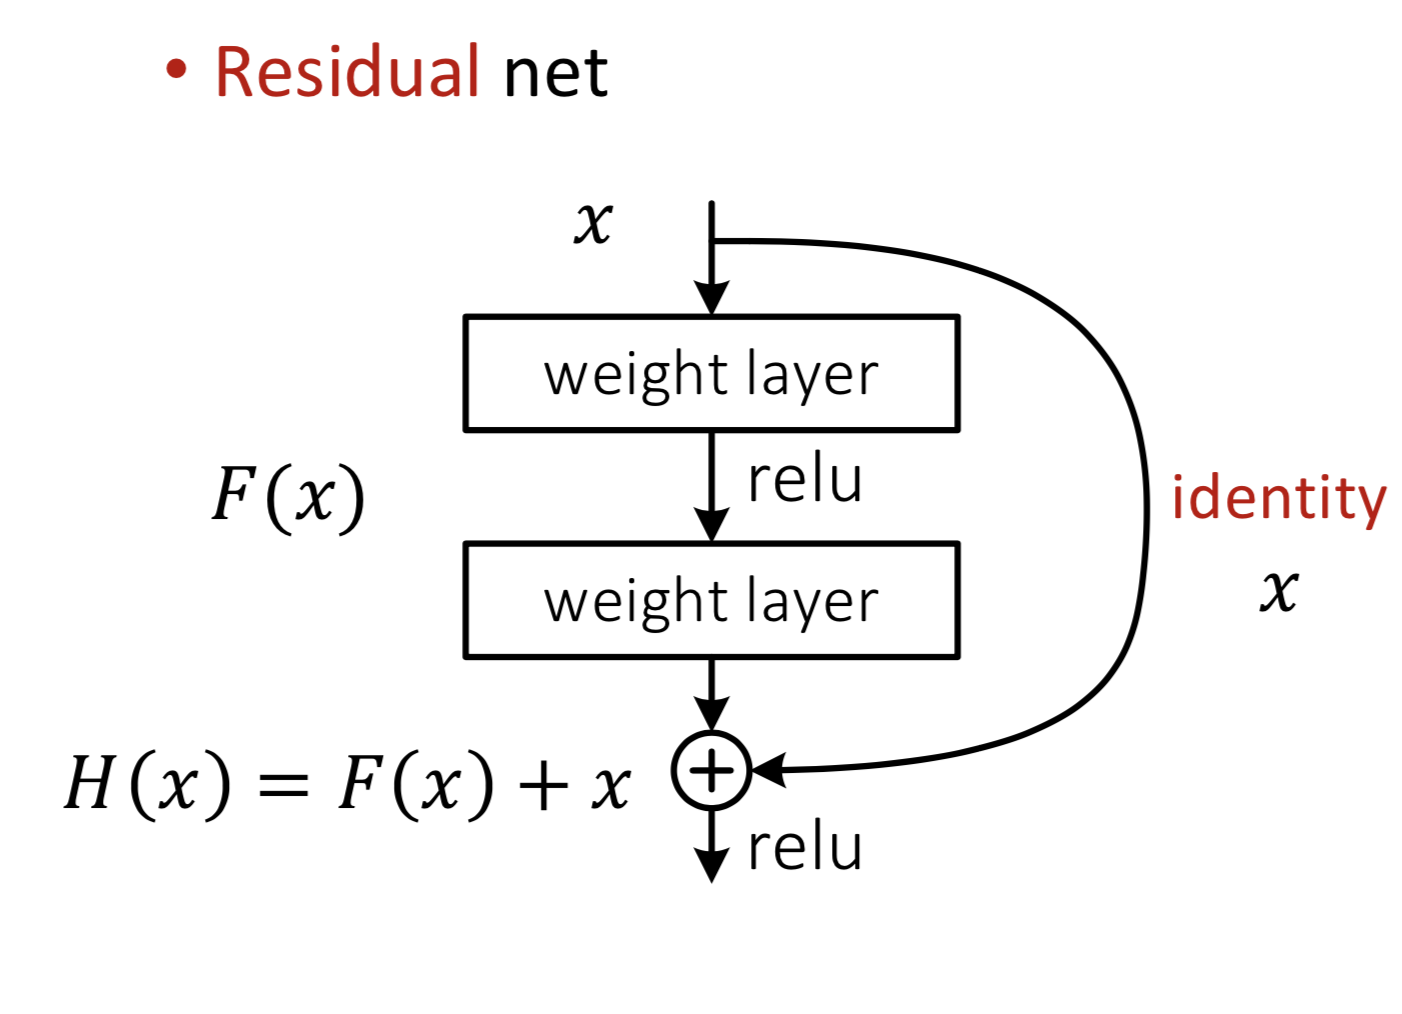 • Residual net
x
weight layer
relu
F(x)
identity
x
weight layer
H(x) = F(x) + x
+
relu